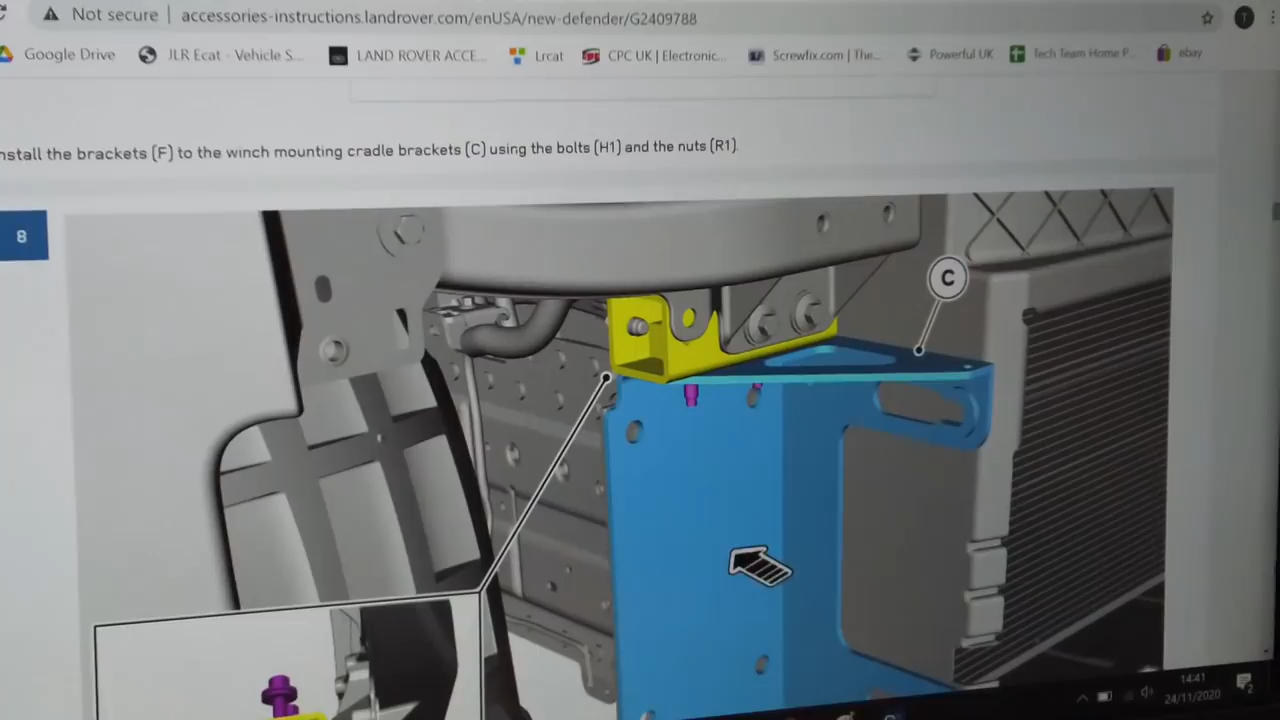 Not secure | accessories-instructions.landrover.com/enUSA/new-defender/G2409788
T
Google Drive JLR Ecat - Vehicle S... LAND ROVER ACCE... Lrcat CPC UK | Electronic... Screwfix.com | The... Powerful UK Tech Team Home P... ebay
nstall the brackets (F) to the winch mounting cradle brackets (C) using the bolts (H1) and the nuts (R1).
8
C
14:41
24/11/2020
2